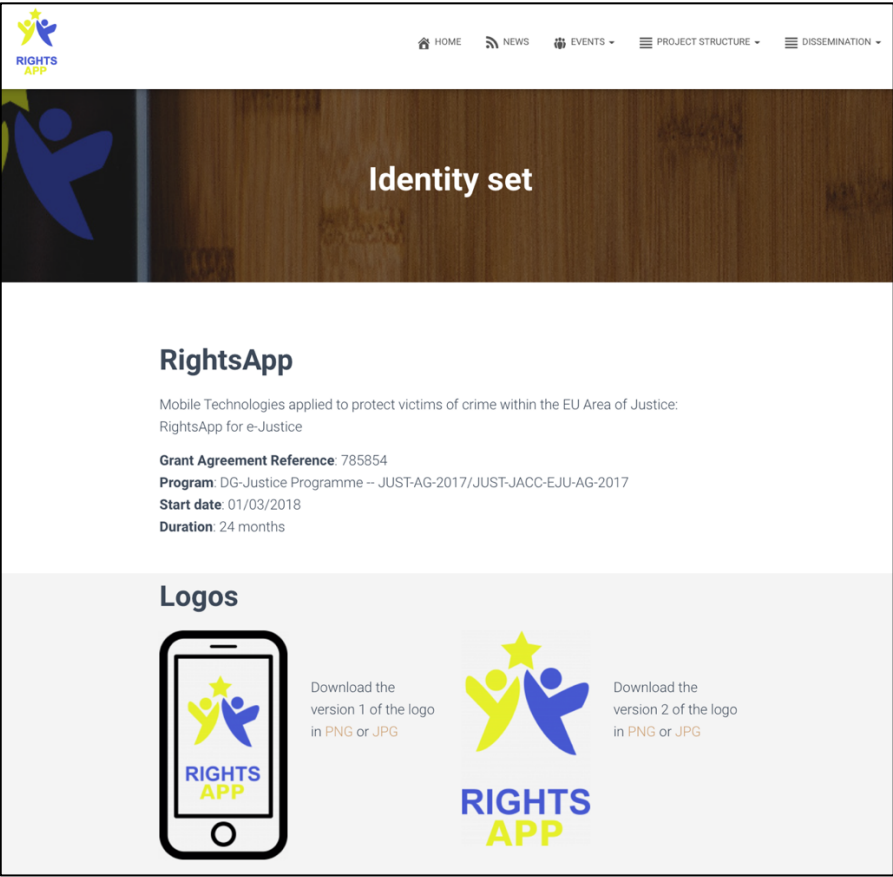 RIGHTS
APP
HOME
NEWS
EVENTS
PROJECT STRUCTURE
DISSEMINATION
Identity set
RightsApp
Mobile Technologies applied to protect victims of crime within the EU Area of Justice:
RightsApp for e-Justice
Grant Agreement Reference: 785854
Program: DG-Justice Programme -- JUST-AG-2017/JUST-JACC-EJU-AG-2017
Start date: 01/03/2018
Duration: 24 months
Logos
RIGHTS
APP
Download the
version 1 of the logo
in PNG or JPG
RIGHTS
APP
Download the
version 2 of the logo
in PNG or JPG